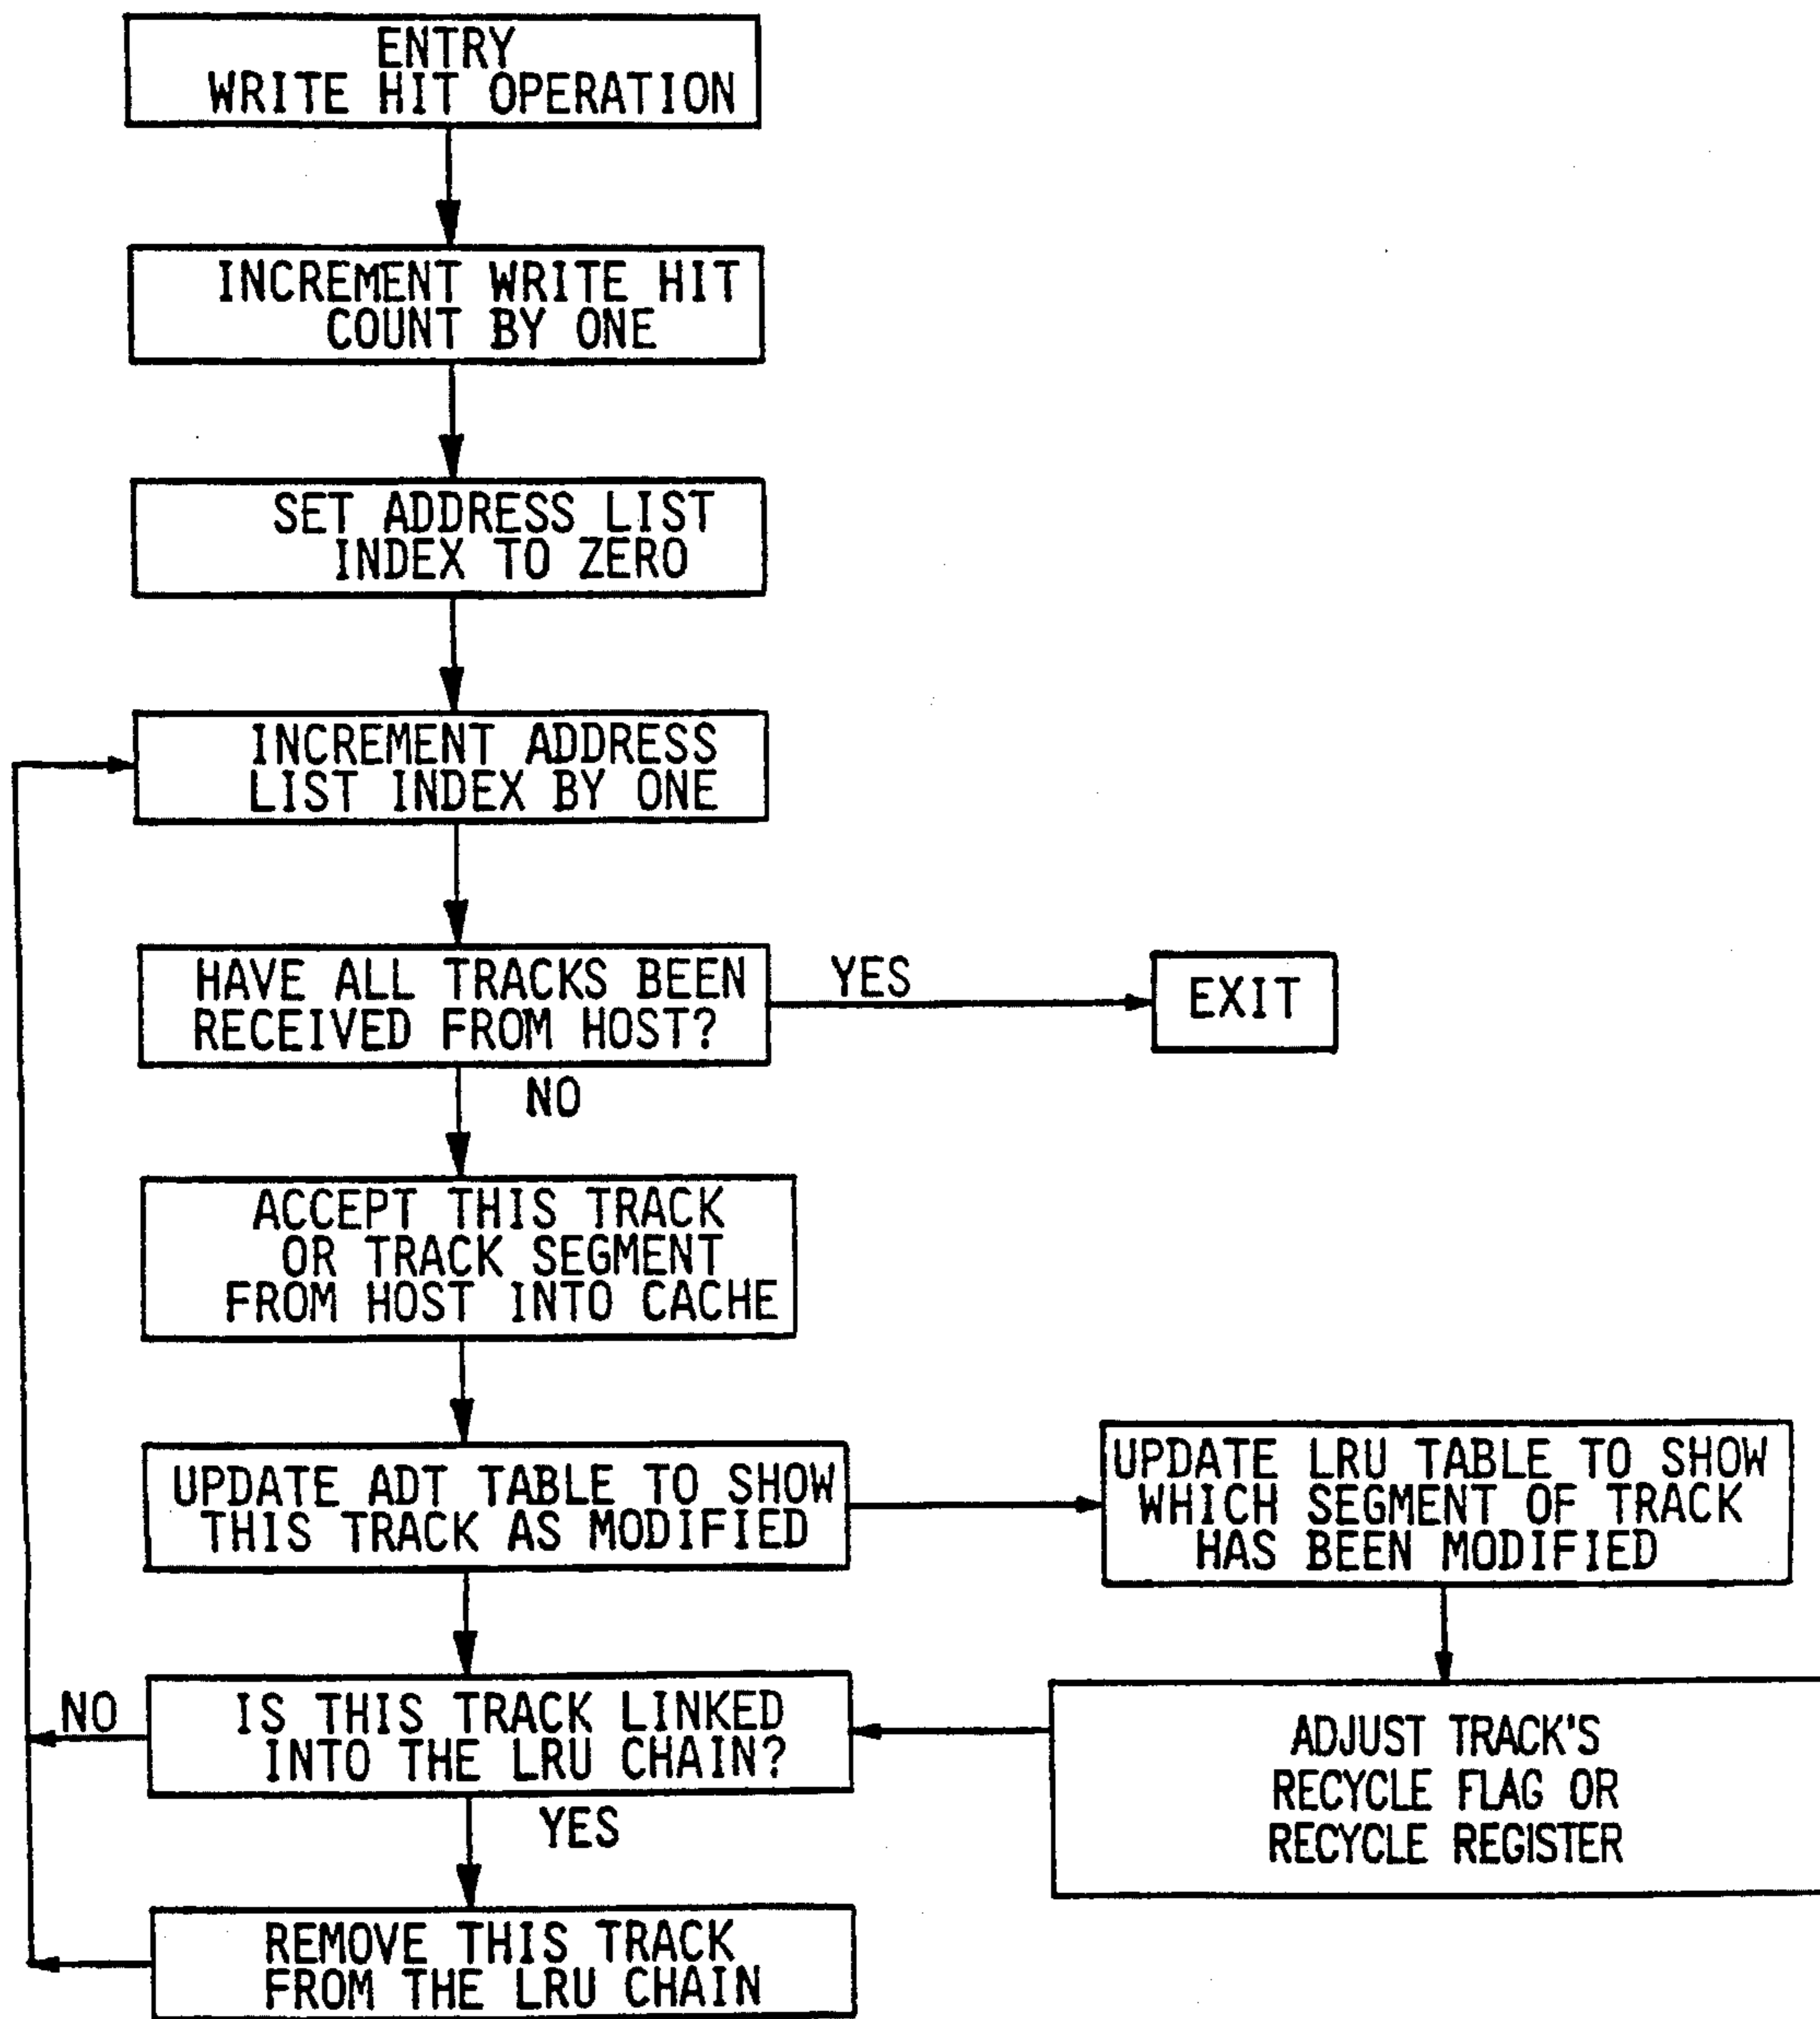 ENTRY
WRITE HIT OPERATION
INCREMENT WRITE HIT
COUNT BY ONE
SET ADDRESS LIST
INDEX TO ZERO
INCREMENT ADDRESS
LIST INDEX BY ONE
HAVE ALL TRACKS BEEN
RECEIVED FROM HOST?
YES
EXIT
NO
ACCEPT THIS TRACK
OR TRACK SEGMENT
FROM HOST INTO CACHE
UPDATE ADT TABLE TO SHOW
THIS TRACK AS MODIFIED
UPDATE LRU TABLE TO SHOW
WHICH SEGMENT OF TRACK
HAS BEEN MODIFIED
NO
IS THIS TRACK LINKED
INTO THE LRU CHAIN?
ADJUST TRACK'S
RECYCLE FLAG OR
RECYCLE REGISTER
YES
REMOVE THIS TRACK
FROM THE LRU CHAIN